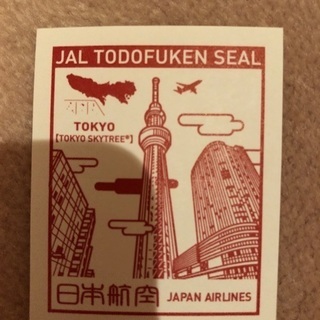 JAL TODOFUKEN SEAL
TOKYO
[TOKYO SKYTREE®]
日本航空 JAPAN AIRLINES